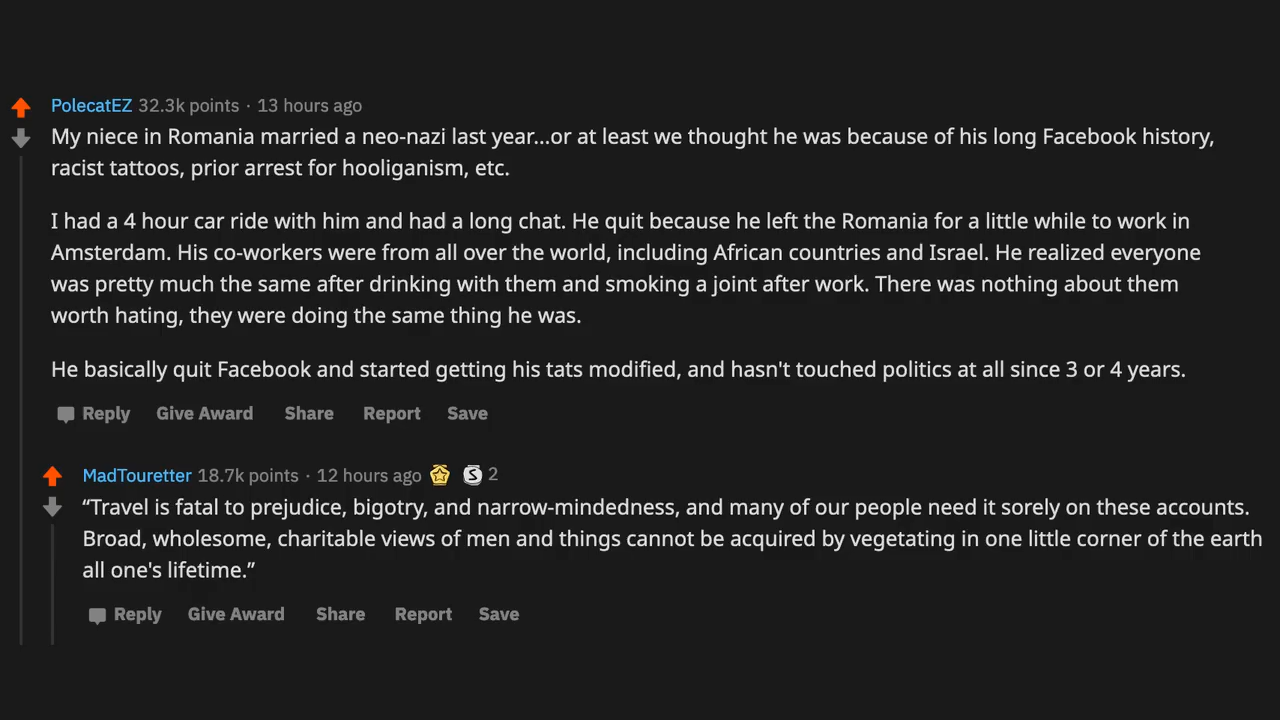 PolecatEZ 32.3k points · 13 hours ago
My niece in Romania married a neo-nazi last year...or at least we thought he was because of his long Facebook history,
racist tattoos, prior arrest for hooliganism, etc.
I had a 4 hour car ride with him and had a long chat. He quit because he left the Romania for a little while to work in
Amsterdam. His co-workers were from all over the world, including African countries and Israel. He realized everyone
was pretty much the same after drinking with them and smoking a joint after work. There was nothing about them
worth hating, they were doing the same thing he was.
He basically quit Facebook and started getting his tats modified, and hasn't touched politics at all since 3 or 4 years.
Reply Give Award Share Report Save
MadTouretter 18.7k points · 12 hours ago S 2
“Travel is fatal to prejudice, bigotry, and narrow-mindedness, and many of our people need it sorely on these accounts.
Broad, wholesome, charitable views of men and things cannot be acquired by vegetating in one little corner of the earth
all one's lifetime.”
Reply Give Award Share Report Save